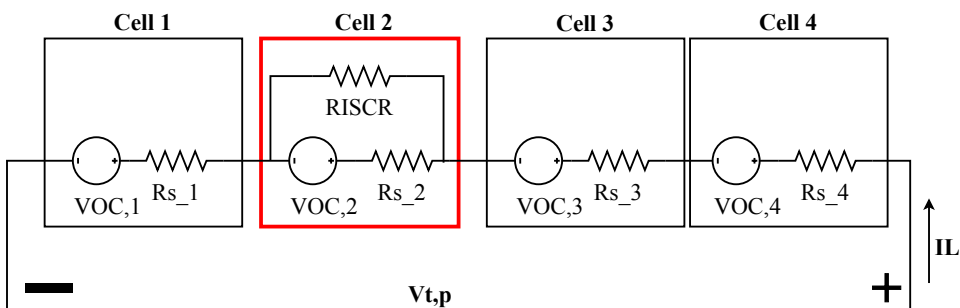 Cell 1
Cell 2
Cell 3
Cell 4
RISCR
- +
- +
- +
- +
Rs_1
Rs_2
Rs_3
Rs_4
VOC,1
VOC,2
VOC,3
VOC,4
IL
Vt,p
− +